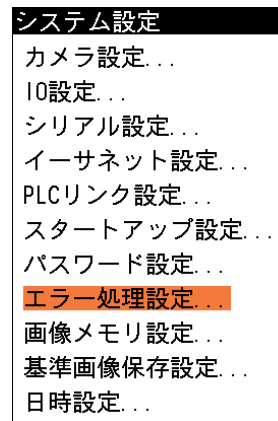 システム設定
カメラ設定...
IO設定...
シリアル設定...
イーサネット設定...
PLCリンク設定...
スタートアップ設定...
パスワード設定...
エラー処理設定...
画像メモリ設定...
基準画像保存設定...
日時設定...